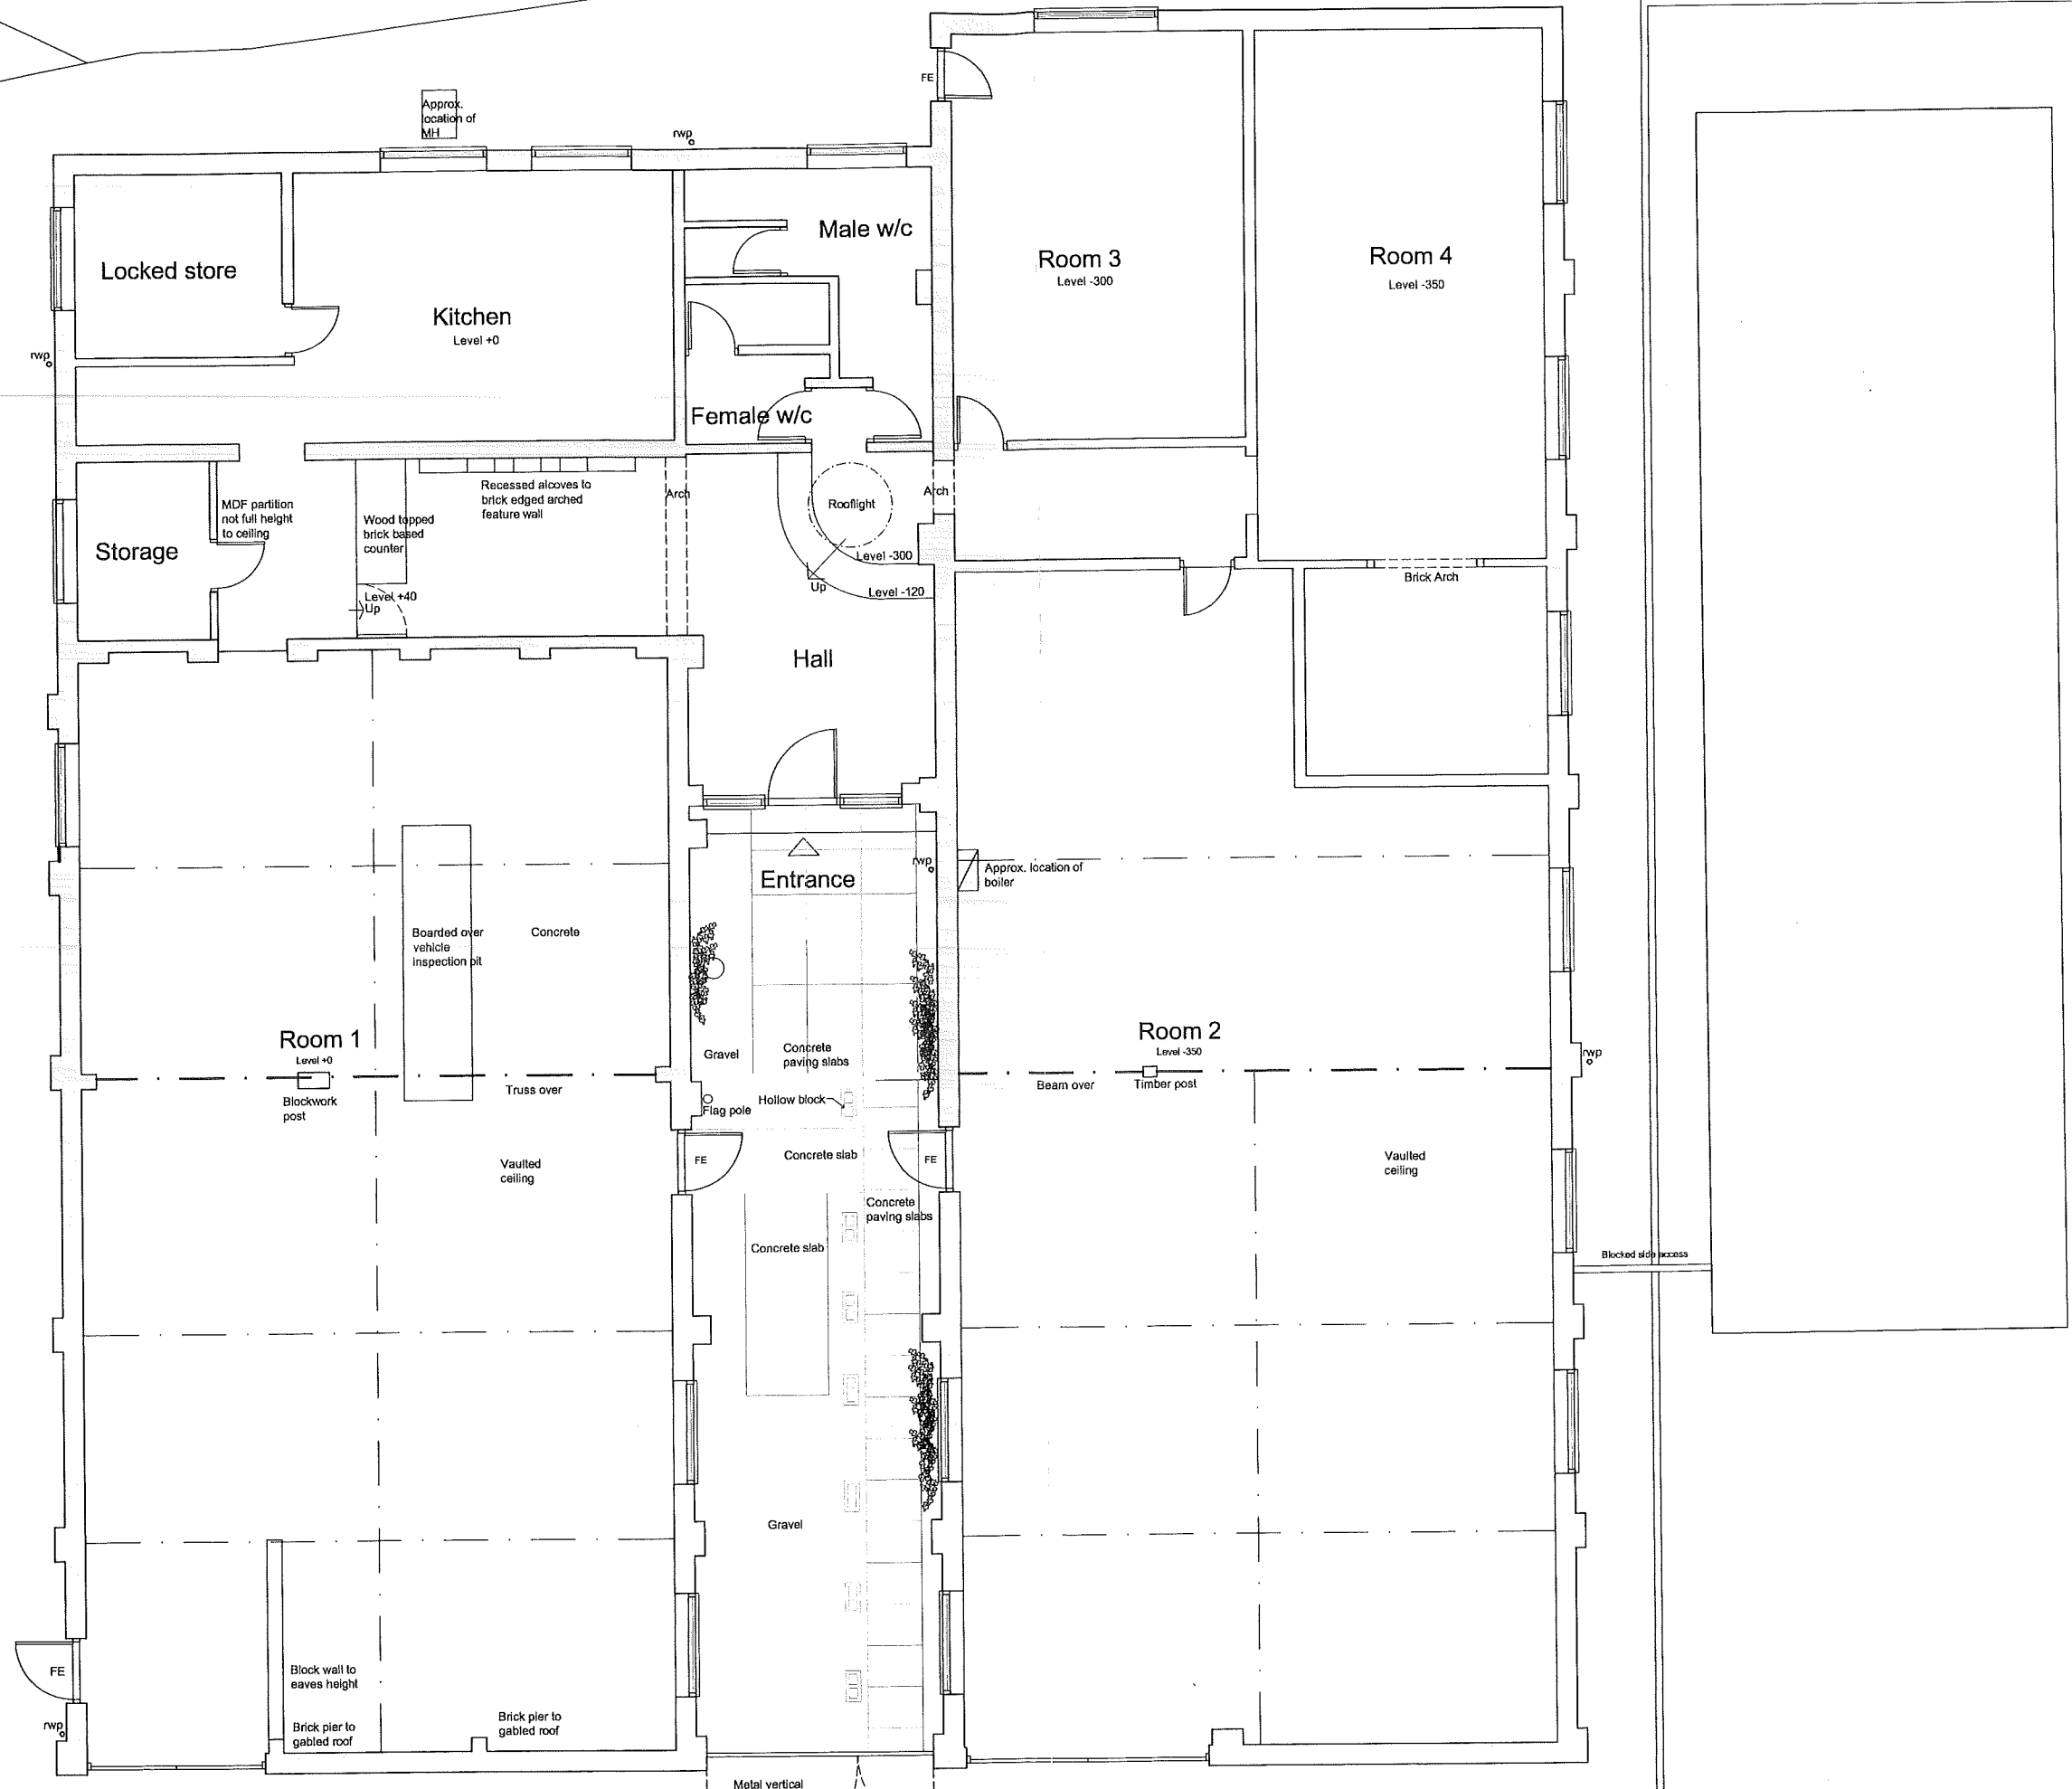 FE
Approx.
location of
MH
rwp
Male w/c
Room 3
Level -300
Room 4
Level -350
Locked store
Kitchen
Level +0
rwp
Female w/c
Recessed alcoves to
brick edged arched
feature wall
Arch
Rooflight
Arch
MDF partition
not full height
to ceiling
Wood topped
brick based
counter
Storage
Level -300
Level -120
Up
Level +40
Up
Brick Arch
Hall
rwp
Entrance
Approx. location of
boiler
Boarded over
vehicle
inspection pit
Concrete
Room 1
Level +0
Gravel
Concrete
paving slabs
Room 2
Level -350
rwp
Blockwork
post
Truss over
Beam over
Timber post
Flag pole
Hollow block
FE
Concrete slab
FE
Vaulted
ceiling
Vaulted
ceiling
Concrete
paving slabs
Concrete slab
Blocked side access
Gravel
FE
Block wall to
eaves height
rwp
Brick pier to
gabled roof
Brick pier to
gabled roof
Metal vertical